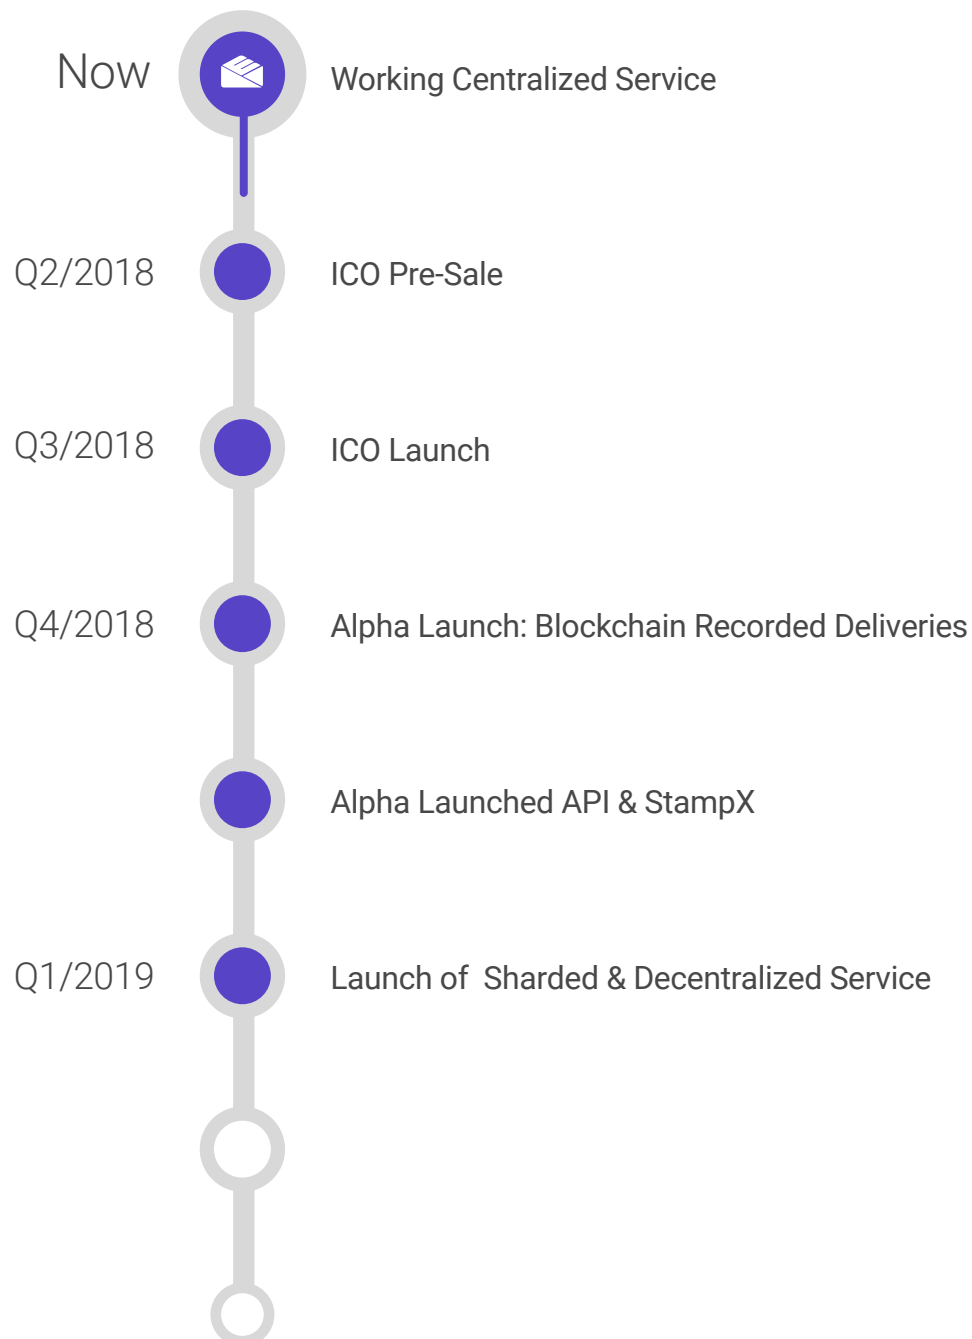 Now
Working Centralized Service
Q2/2018
ICO Pre-Sale
Q3/2018
ICO Launch
Q4/2018
Alpha Launch: Blockchain Recorded Deliveries
Alpha Launched API & StampX
Q1/2019
Launch of  Sharded & Decentralized Service